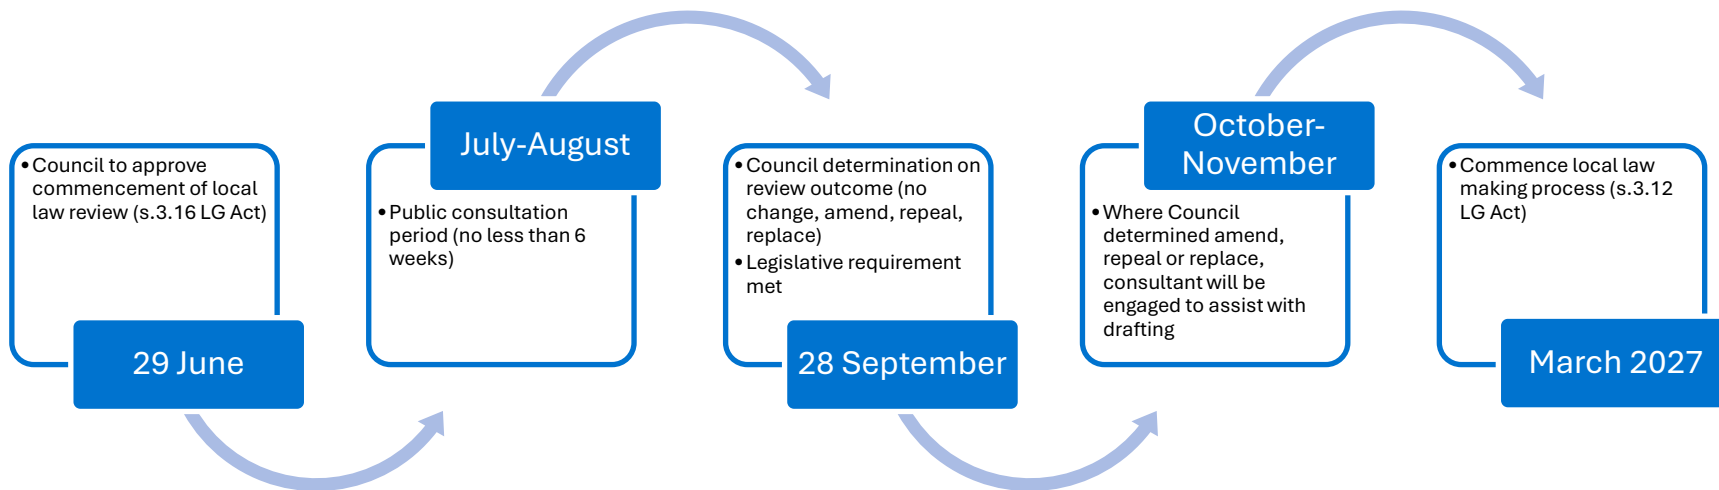 • Council to approve
commencement of local
law review (s.3.16 LG Act)
29 June
July-August
• Public consultation
period (no less than 6
weeks)
• Council determination on
review outcome (no
change, amend, repeal,
replace)
• Legislative requirement
met
28 September
October-
November
• Where Council
determined amend,
repeal or replace,
consultant will be
engaged to assist with
drafting
• Commence local law
making process (s.3.12
LG Act)
March 2027